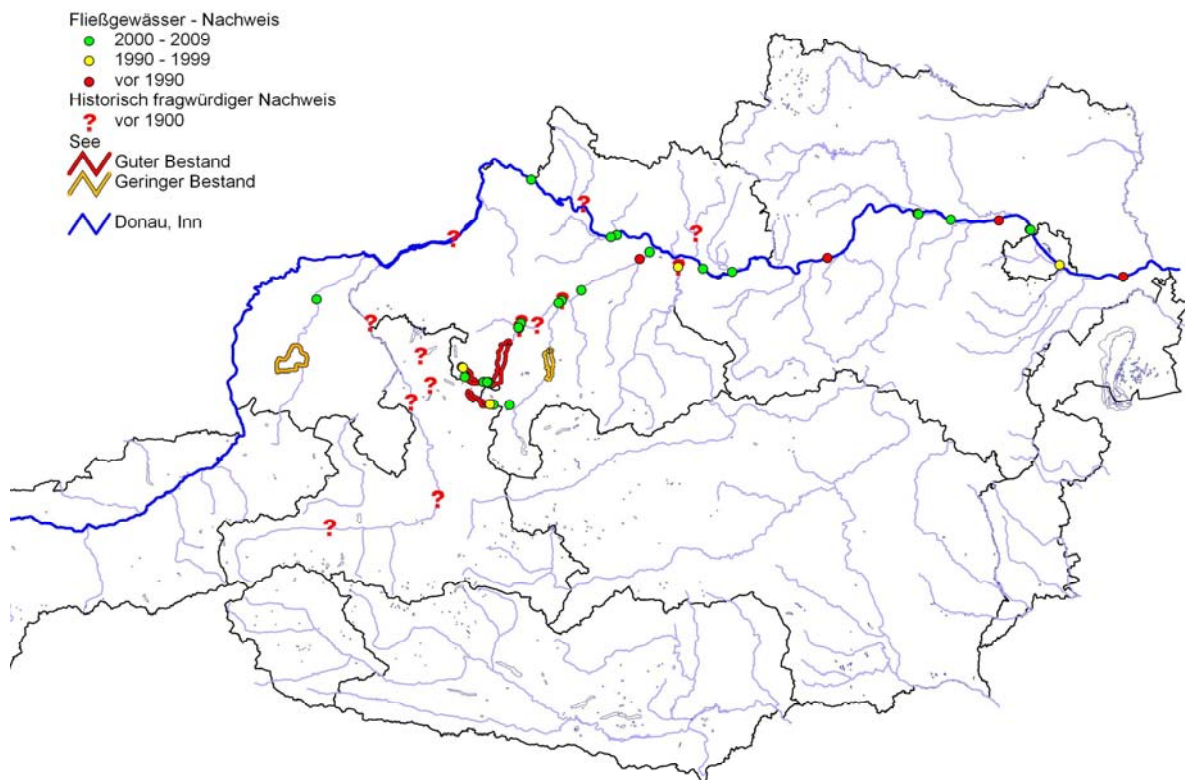 Fließgewässer - Nachweis
2000 - 2009
1990 - 1999
vor 1990
Historisch fragwürdiger Nachweis
? vor 1900
See
Guter Bestand
Geringer Bestand
Donau, Inn
?
?
?
?
?
?
?
?
?
?
?
?
?
?